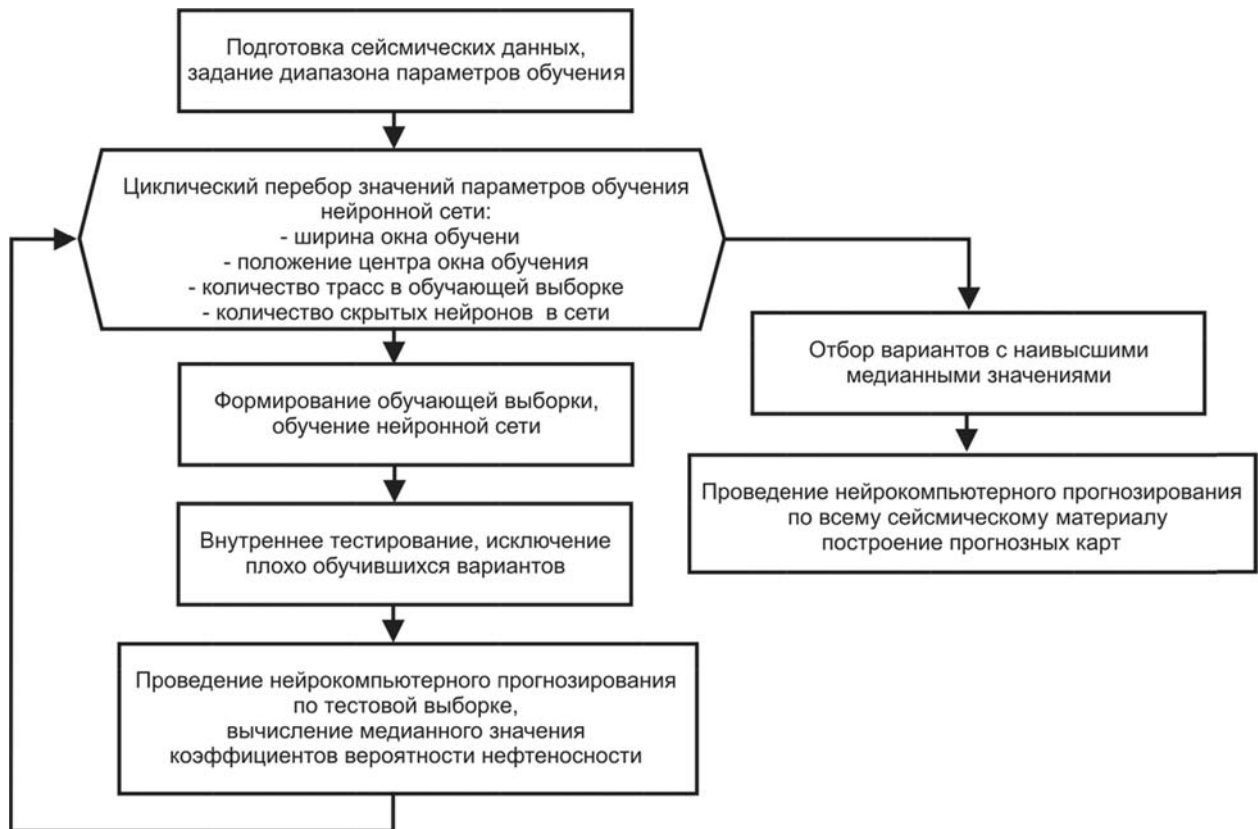 Подготовка сейсмических данных,
задание диапазона параметров обучения
Циклический перебор значений параметров обучения
нейронной сети:
- ширина окна обучени
- положение центра окна обучения
- количество трасс в обучающей выборке
- количество скрытых нейронов в сети
Формирование обучающей выборки,
обучение нейронной сети
Внутреннее тестирование, исключение
плохо обучившихся вариантов
Проведение нейрокомпьютерного прогнозирования
по тестовой выборке,
вычисление медианного значения
коэффициентов вероятности нефтеносности
Отбор вариантов с наивысшими
медианными значениями
Проведение нейрокомпьютерного прогнозирования
по всему сейсмическому материалу
построение прогнозных карт